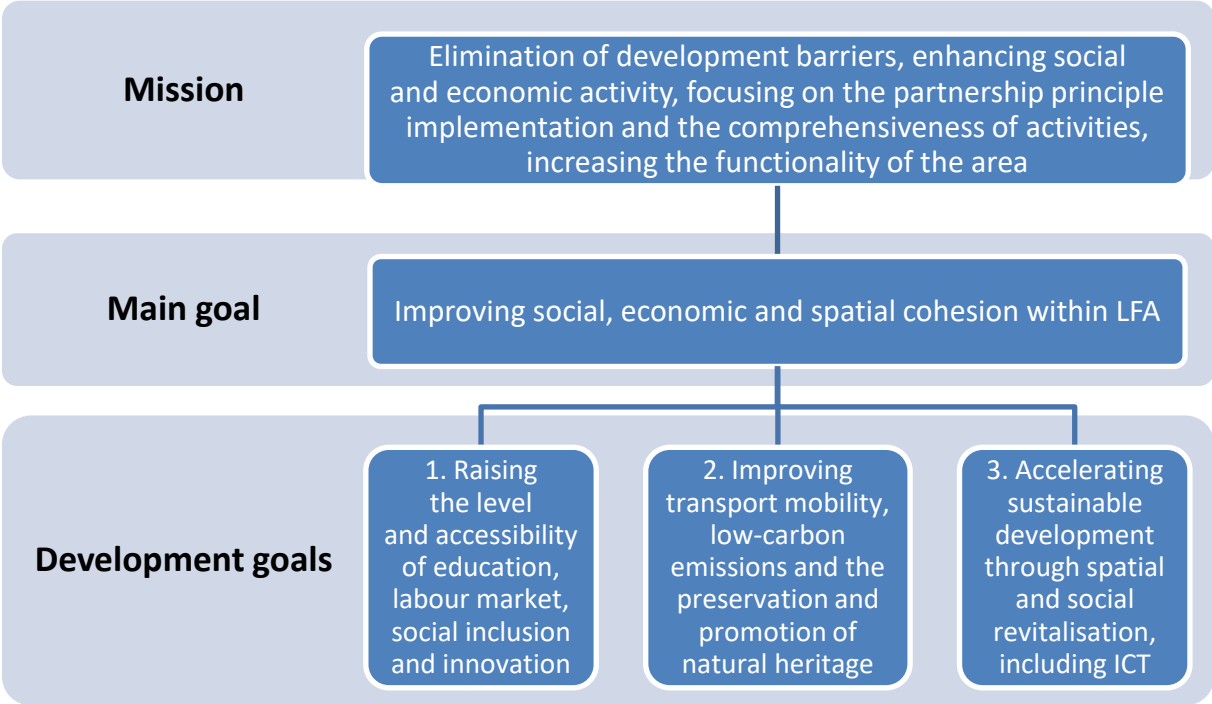 Mission
Elimination of development barriers, enhancing social
and economic activity, focusing on the partnership principle
implementation and the comprehensiveness of activities,
increasing the functionality of the area
Main goal
Improving social, economic and spatial cohesion within LFA
Development goals
1. Raising
the level
and accessibility
of education,
labour market,
social inclusion
and innovation
2. Improving
transport mobility,
low-carbon
emissions and the
preservation and
promotion of
natural heritage
3. Accelerating
sustainable
development
through spatial
and social
revitalisation,
including ICT